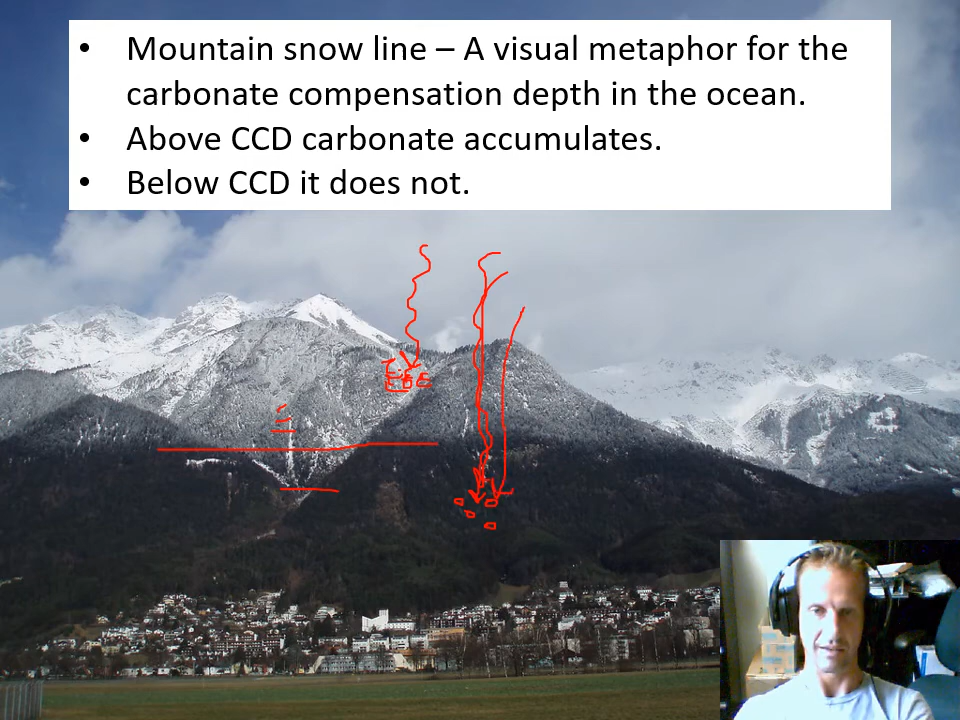 • Mountain snow line – A visual metaphor for the
carbonate compensation depth in the ocean.
• Above CCD carbonate accumulates.
• Below CCD it does not.